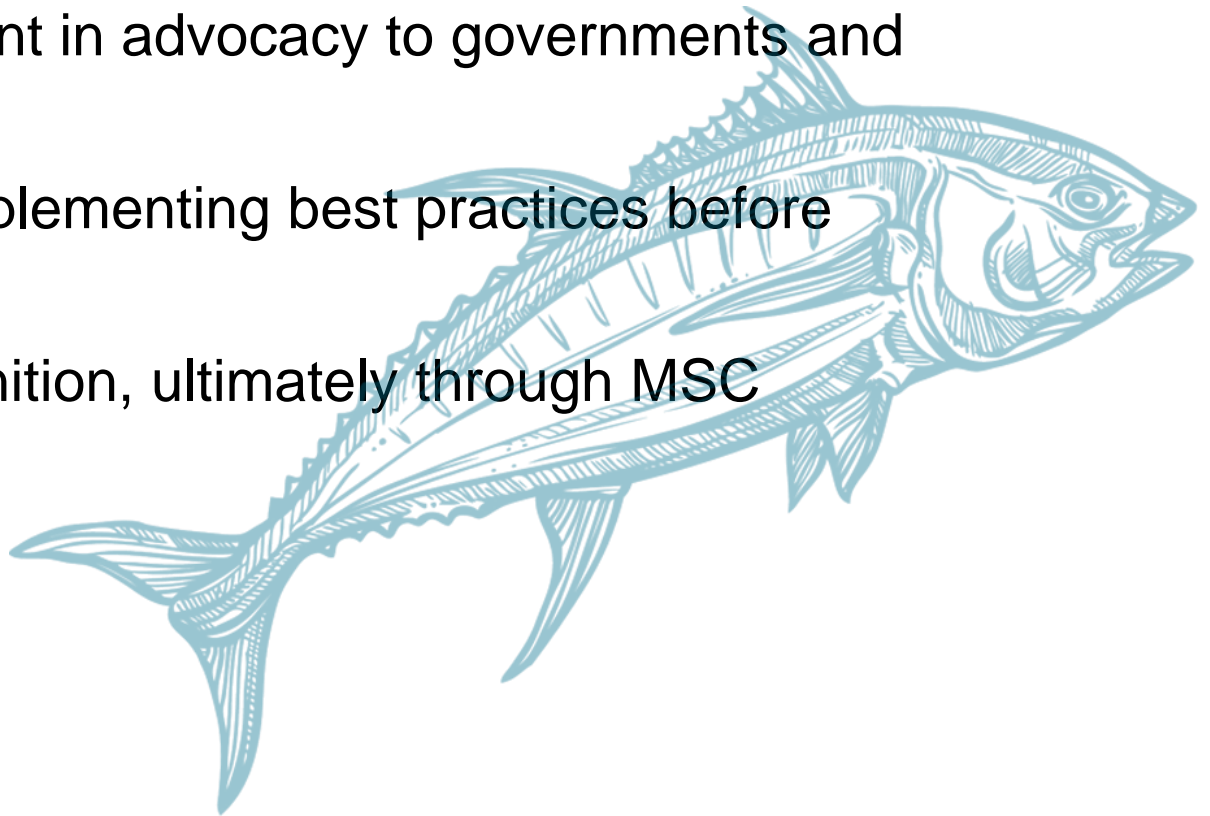 nt in advocacy to governments and
plementing best practices before
nition, ultimately through MSC